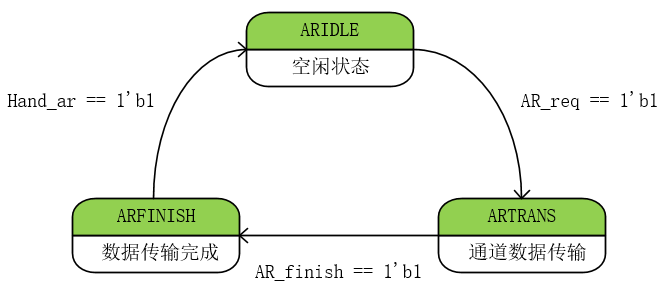 ARIDLE
空闲状态
Hand_ar == 1'b1
AR_req == 1'b1
ARFINISH
数据传输完成
ARTRANS
通道数据传输
AR_finish == 1'b1